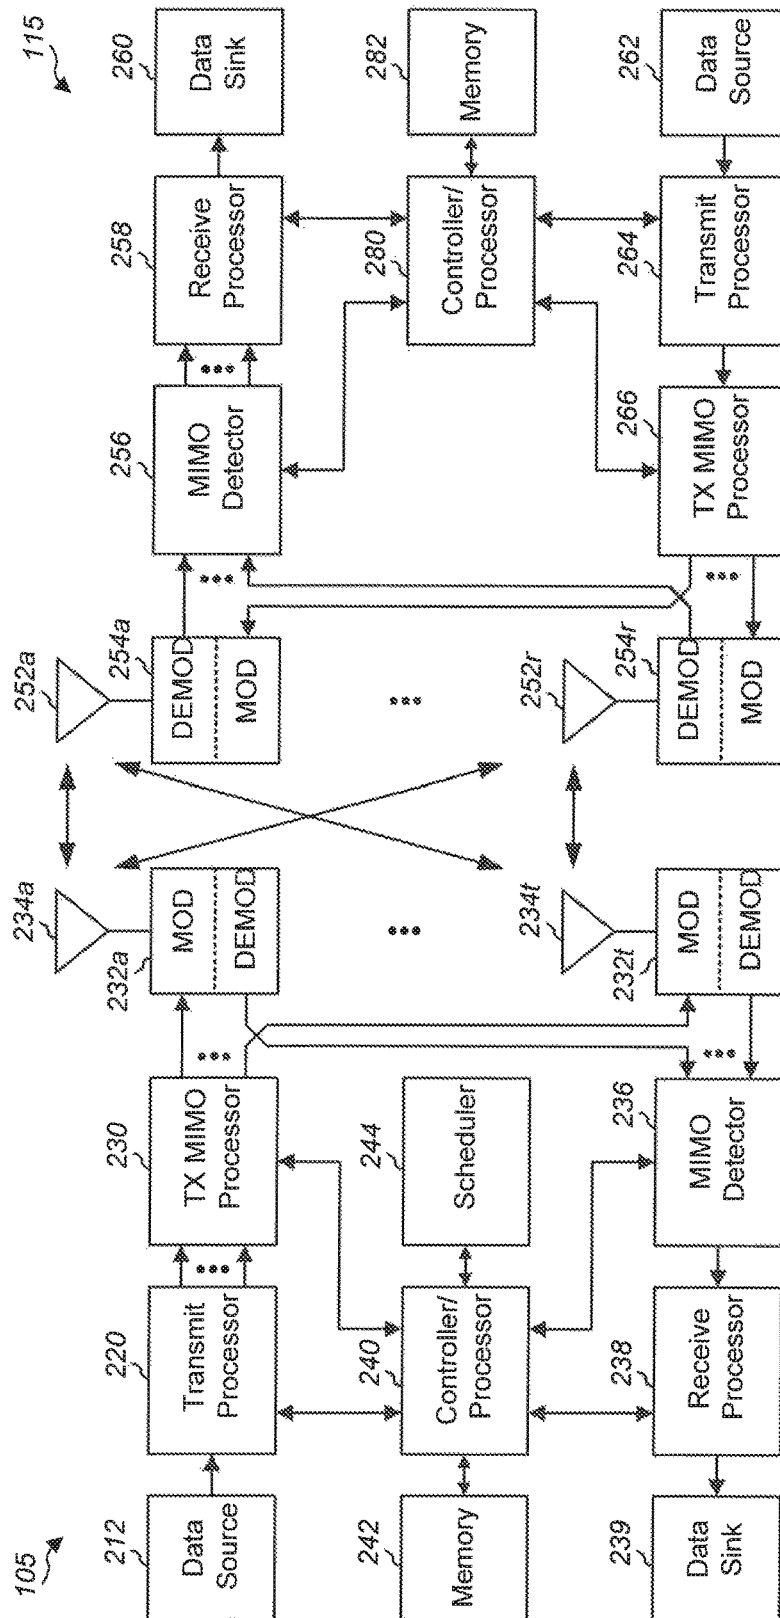 105
212
Data
Source
220
Transmit
Processor
230
TX MIMO
Processor
232a
MOD
DEMOD
234a
242
Memory
240
Controller/
Processor
244
Scheduler
239
Data
Sink
238
Receive
Processor
236
MIMO
Detector
232t
MOD
DEMOD
234t
115
252a
254a
DEMOD
MOD
256
MIMO
Detector
258
Receive
Processor
260
Data
Sink
280
Controller/
Processor
282
Memory
252r
254r
DEMOD
MOD
266
TX MIMO
Processor
264
Transmit
Processor
262
Data
Source